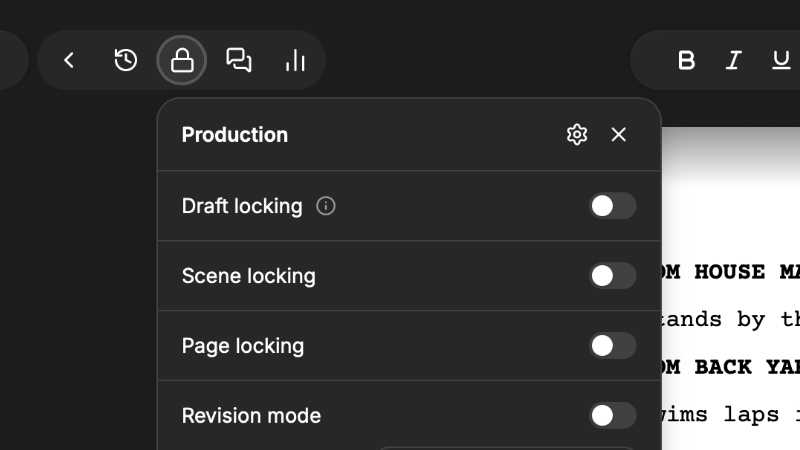 B I U
Production
Draft locking
Scene locking
Page locking
Revision mode
OM HOUSE MA
tands by th
OM BACK YAR
wims laps i